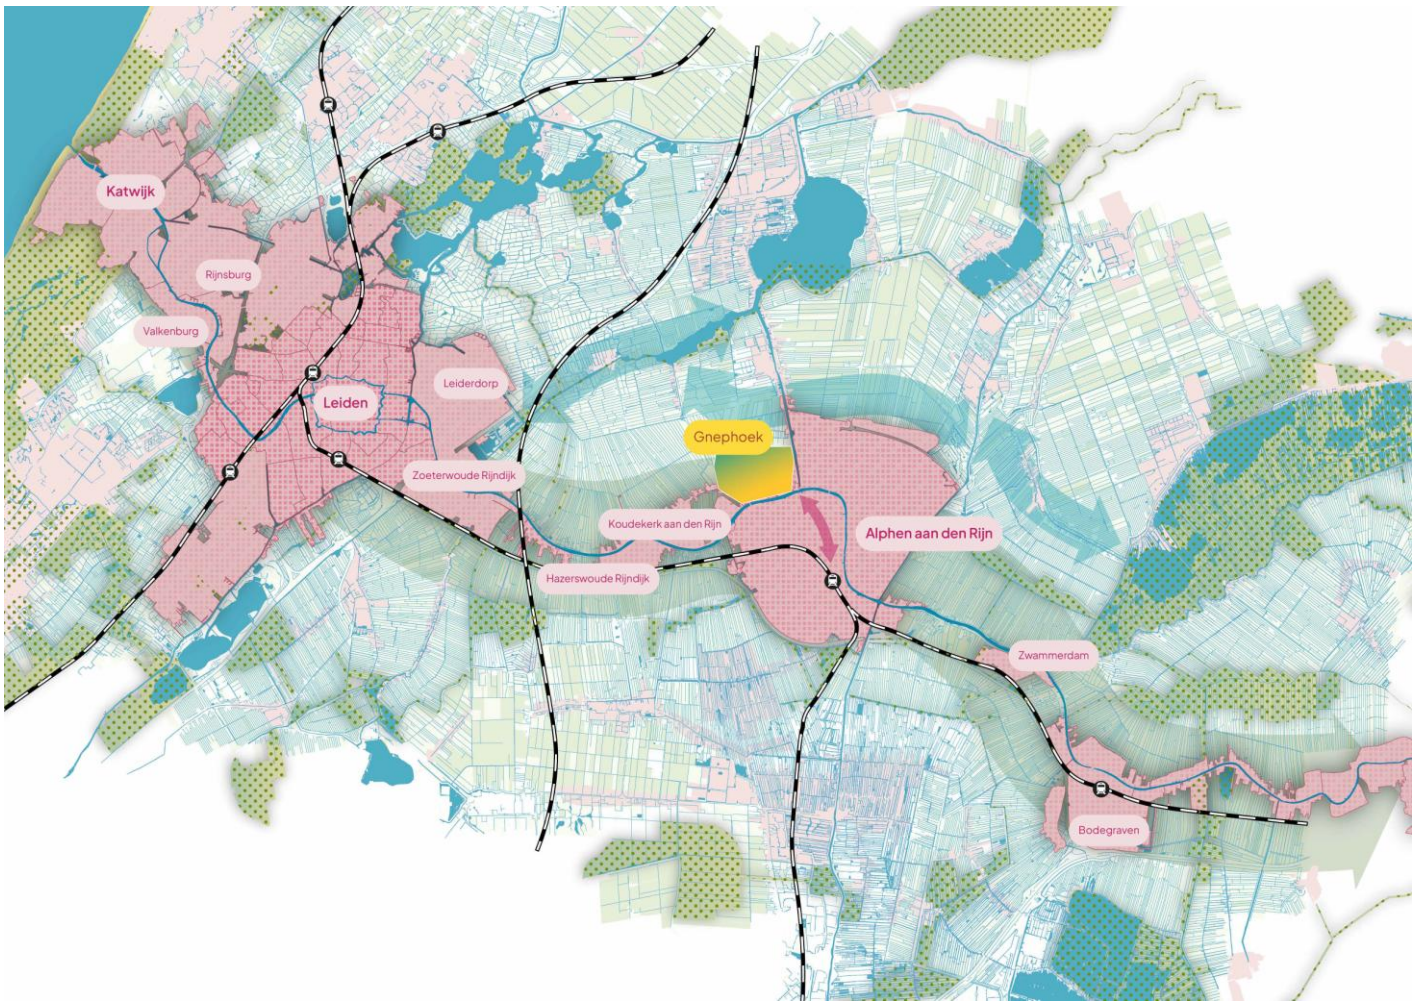 Katwijk
Rijnsburg
Valkenburg
Leiderdorp
Leiden
Gnephoek
Zoeterwoude Rijndijk
Koudekerk aan den Rijn
Alphen aan den Rijn
Hazerswoude Rijndijk
Zwammerdam
Bodegraven